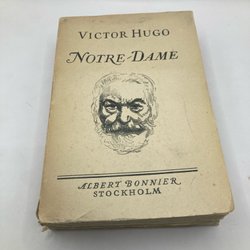 VICTOR HUGO
NOTRE-DAME
ALBERT BONNIER
STOCKHOLM